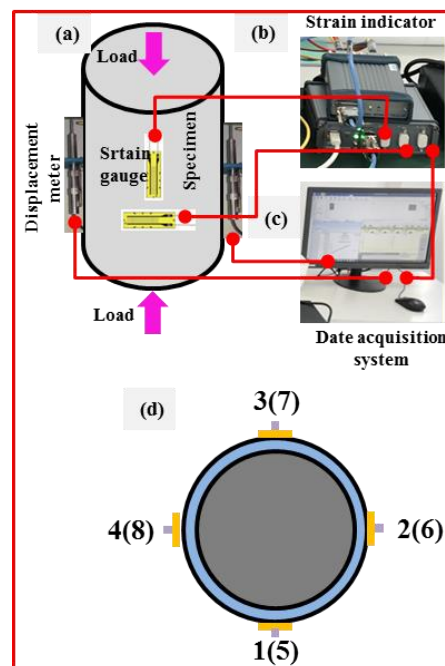 (a)
Load
(b)
Strain indicator
Srtain
gauge
Specimen
Displacement
meter
(c)
Load
Date acquisition
system
(d)
3(7)
4(8)
2(6)
1(5)